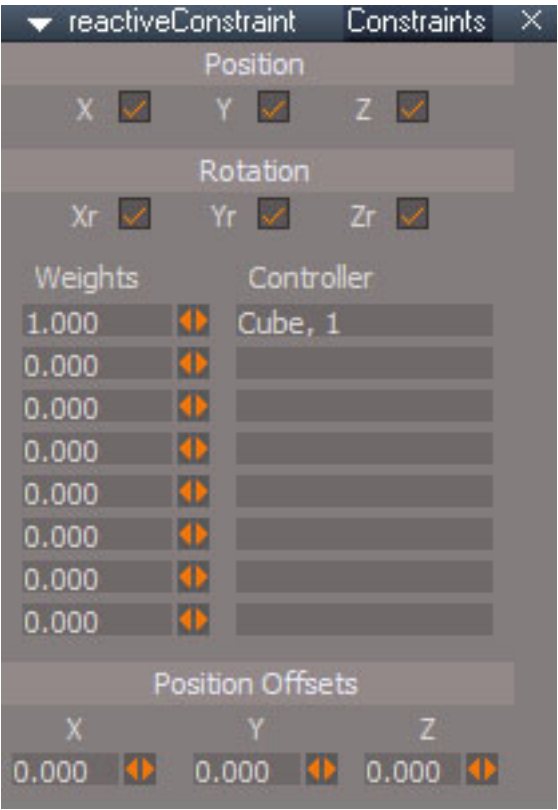 reactiveConstraint Constraints
Position
X Y Z
Rotation
Xr Yr Zr
Weights Controller
1.000 Cube, 1
0.000
0.000
0.000
0.000
0.000
0.000
0.000
Position Offsets
X Y Z
0.000 0.000 0.000